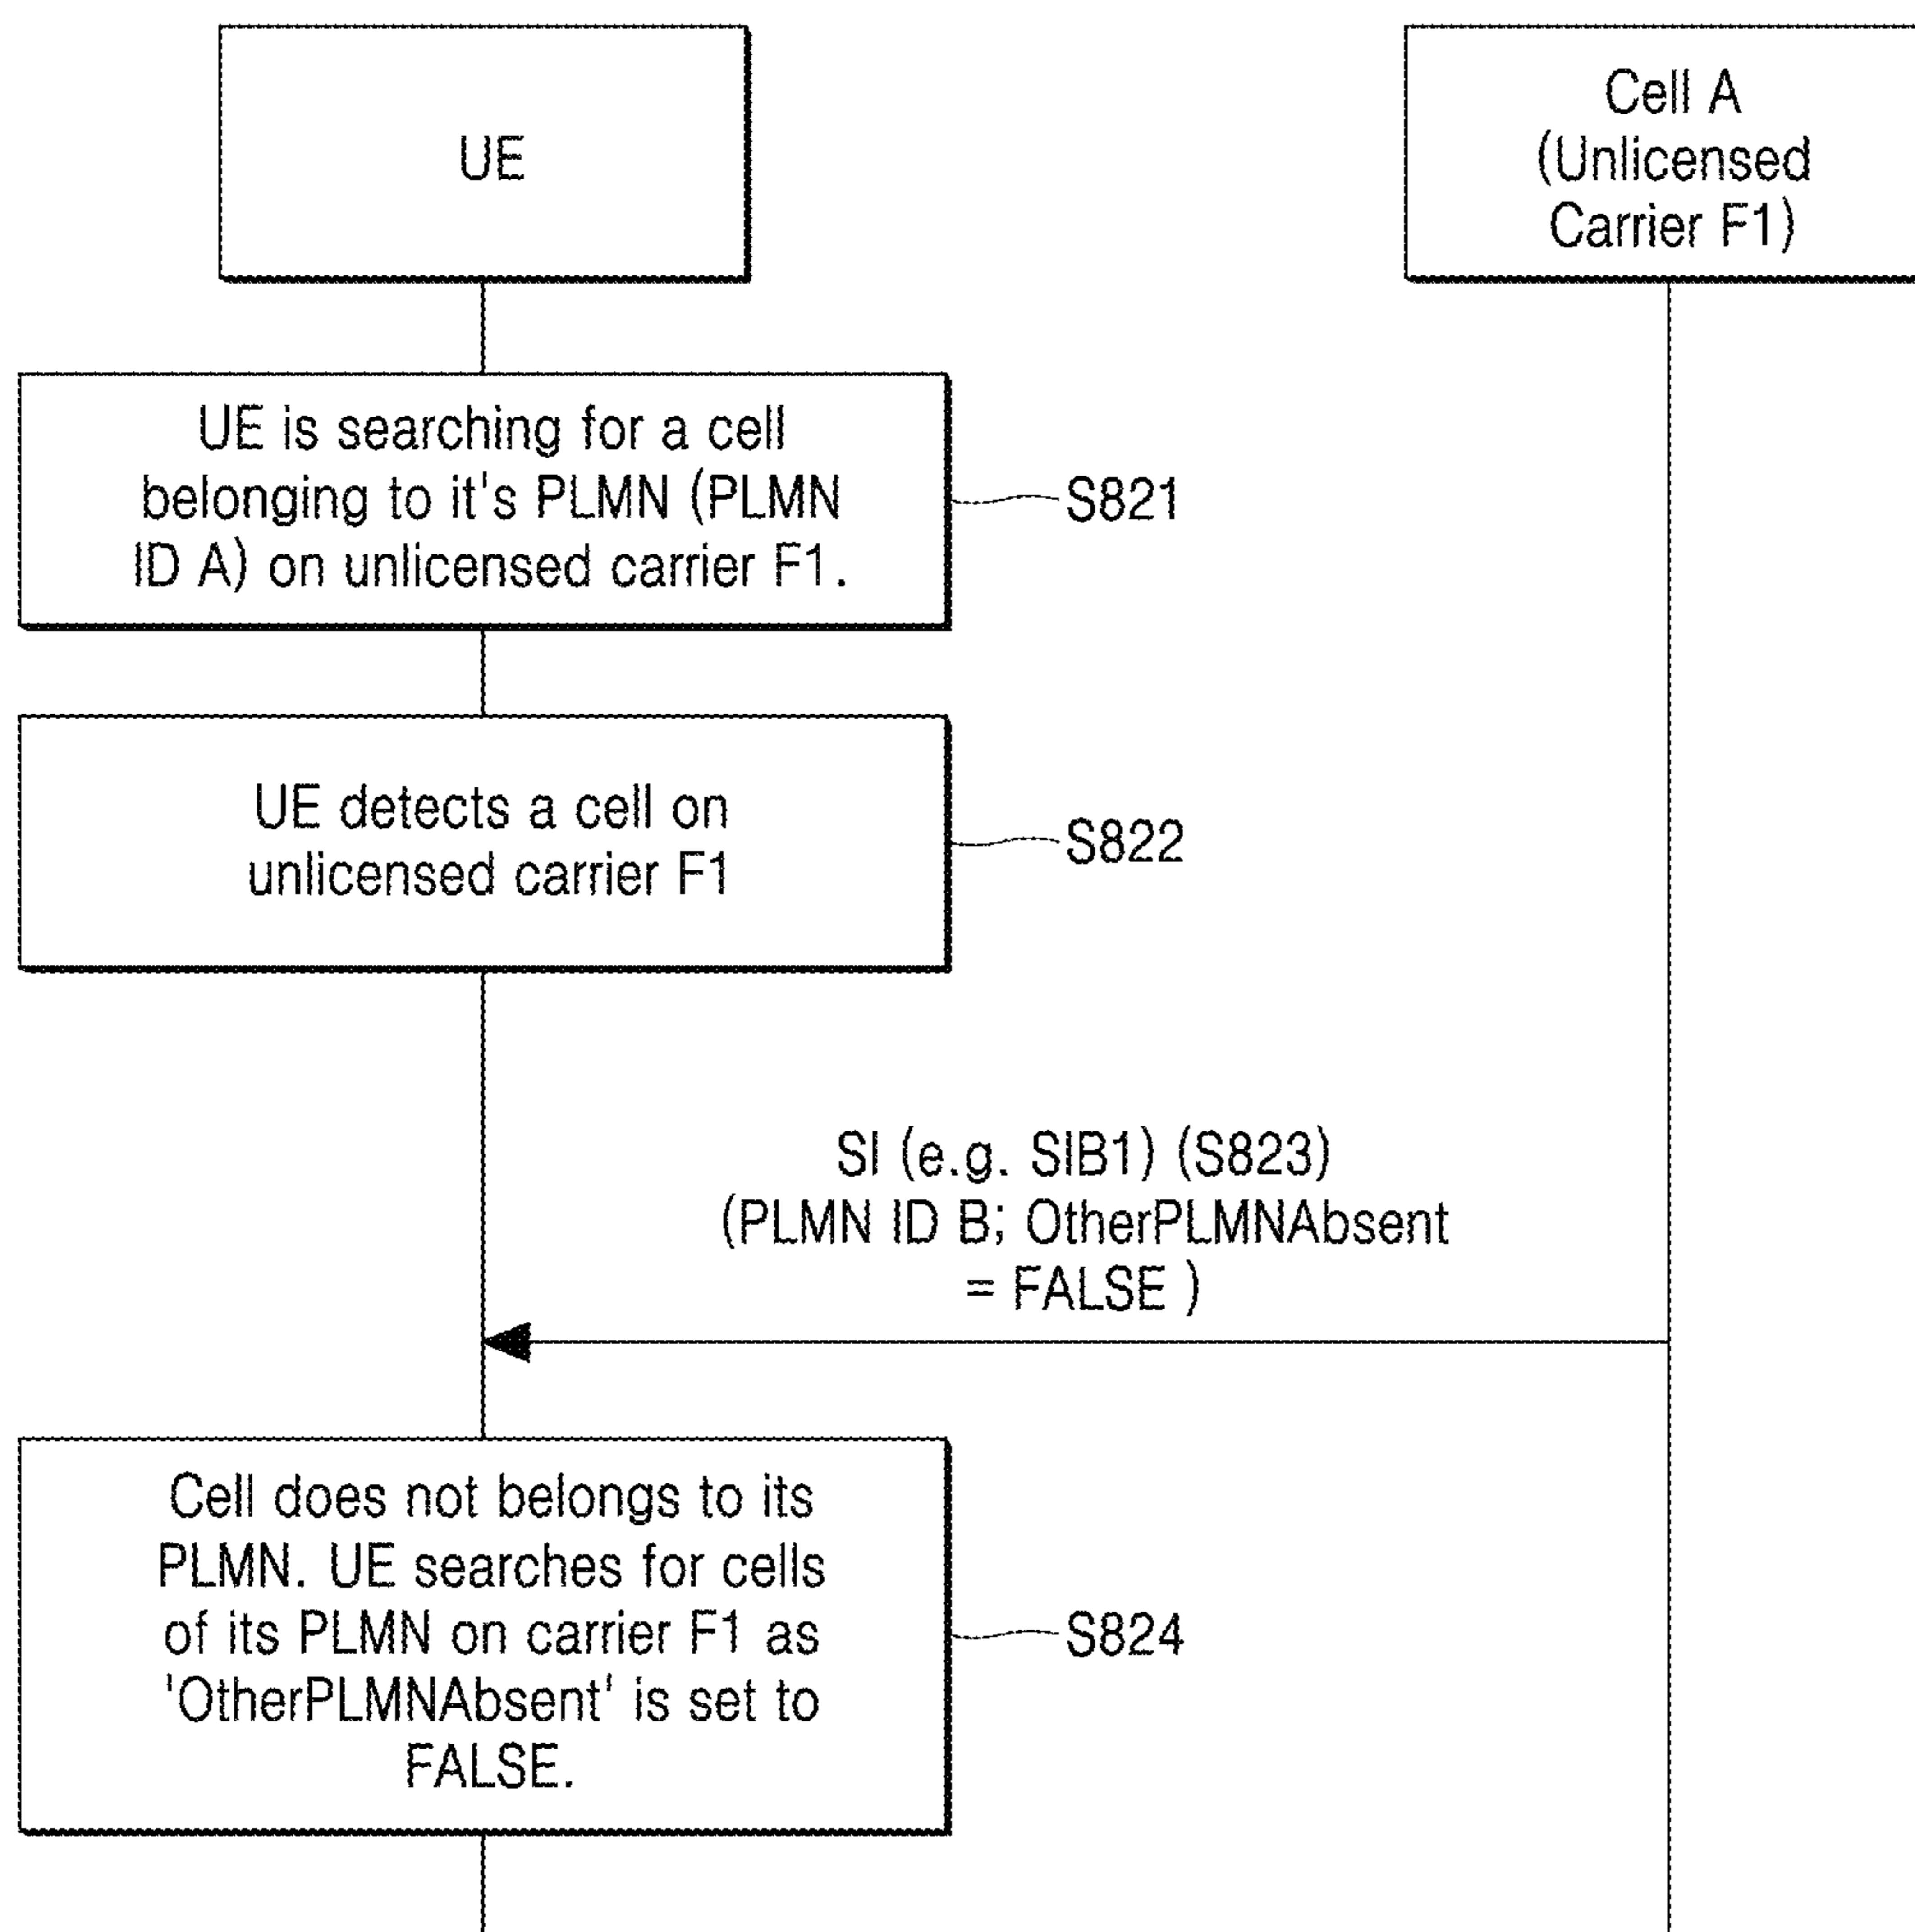 UE
Cell A
(Unlicensed
Carrier F1)
UE is searching for a cell
belonging to it's PLMN (PLMN
ID A) on unlicensed carrier F1.
S821
UE detects a cell on
unlicensed carrier F1
S822
SI (e.g. SIB1) (S823)
(PLMN ID B; OtherPLMNAbsent
= FALSE )
Cell does not belongs to its
PLMN. UE searches for cells
of its PLMN on carrier F1 as
'OtherPLMNAbsent' is set to
FALSE.
S824